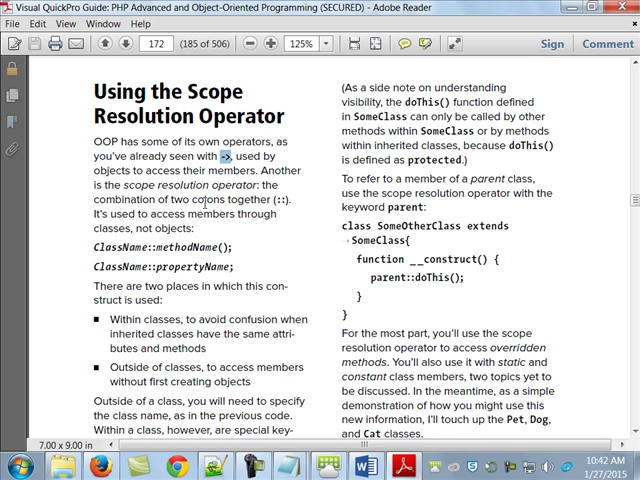 Visual QuickPro Guide: PHP Advanced and Object-Oriented Programming (SECURED) - Adobe Reader
File View Window Help
172 (185 of 506) 125% Sign Comment
Using the Scope
Resolution Operator
OOP has some of its own operators, as
you've already seen with ->, used by
objects to access their members. Another
is the scope resolution operator: the
combination of two colons together (::).
It's used to access members through
classes, not objects:
ClassName::methodName();
ClassName::propertyName;
There are two places in which this con-
struct is used:
■ Within classes, to avoid confusion when
inherited classes have the same attri-
butes and methods
■ Outside of classes, to access members
without first creating objects
Outside of a class, you will need to specify
the class name, as in the previous code.
Within a class, however, are special key-
(As a side note on understanding
visibility, the doThis() function defined
in SomeClass can only be called by other
methods within SomeClass or by methods
within inherited classes, because doThis()
is defined as protected.)
To refer to a member of a parent class,
use the scope resolution operator with the
keyword parent:
class SomeOtherClass extends
→ SomeClass{
function __construct() {
parent::doThis();
}
}
For the most part, you'll use the scope
resolution operator to access overridden
methods. You'll also use it with static and
constant class members, two topics yet to
be discussed. In the meantime, as a simple
demonstration of how you might use this
new information, I'll touch up the Pet, Dog,
and Cat classes.
7.00 x 9.00 in
10:42 AM
1/27/2015